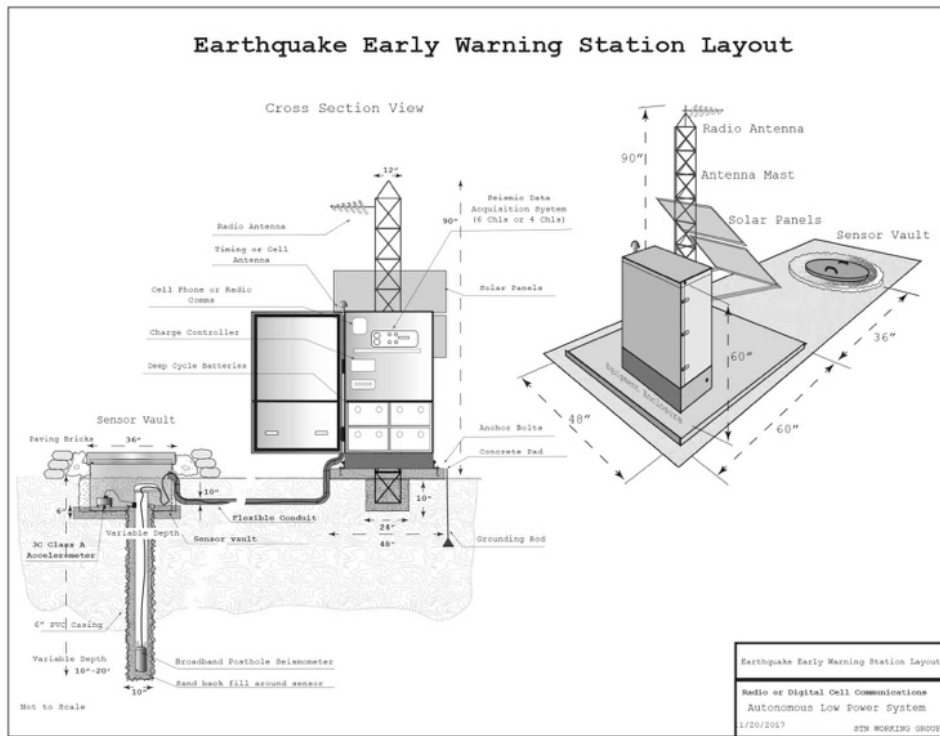 Earthquake Early Warning Station Layout
Cross Section View
12"
90"
Radio Antenna
Seismic Data
Acquisition System
(6 Chls or 4 Chls)
Timing or Cell
Antenna
Cell Phone or Radio
Comms
Solar Panels
Charge Controller
Deep Cycle Batteries
Sensor Vault
Paving Bricks
36"
Anchor Bolts
Concrete Pad
10"
10"
6"
Flexible Conduit
24"
48"
Variable Depth
Sensor vault
Grounding Rod
3C Class A
Accelerometer
6" PVC Casing
Variable Depth
10"-20'
Broadband Posthole Seismometer
Sand back fill around sensor
10"
Not to Scale
90"
Radio Antenna
Antenna Mast
Solar Panels
Sensor Vault
36"
60"
Equipment Enclosure
48"
60"
Earthquake Early Warning Station Layout
Radio or Digital Cell Communications
Autonomous Low Power System
1/20/2017
STN WORKING GROUP